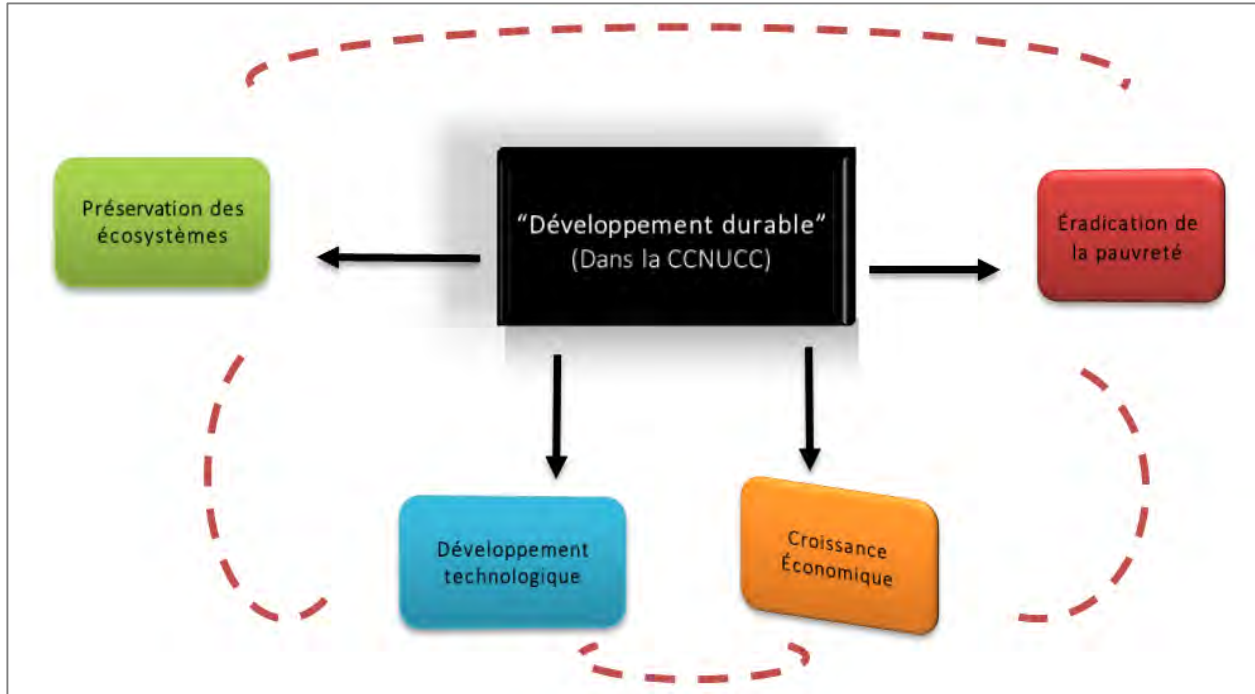 Préservation des
écosystèmes
“Développement durable”
(Dans la CCNUCC)
Éradication de
la pauvreté
Développement
technologique
Croissance
Économique